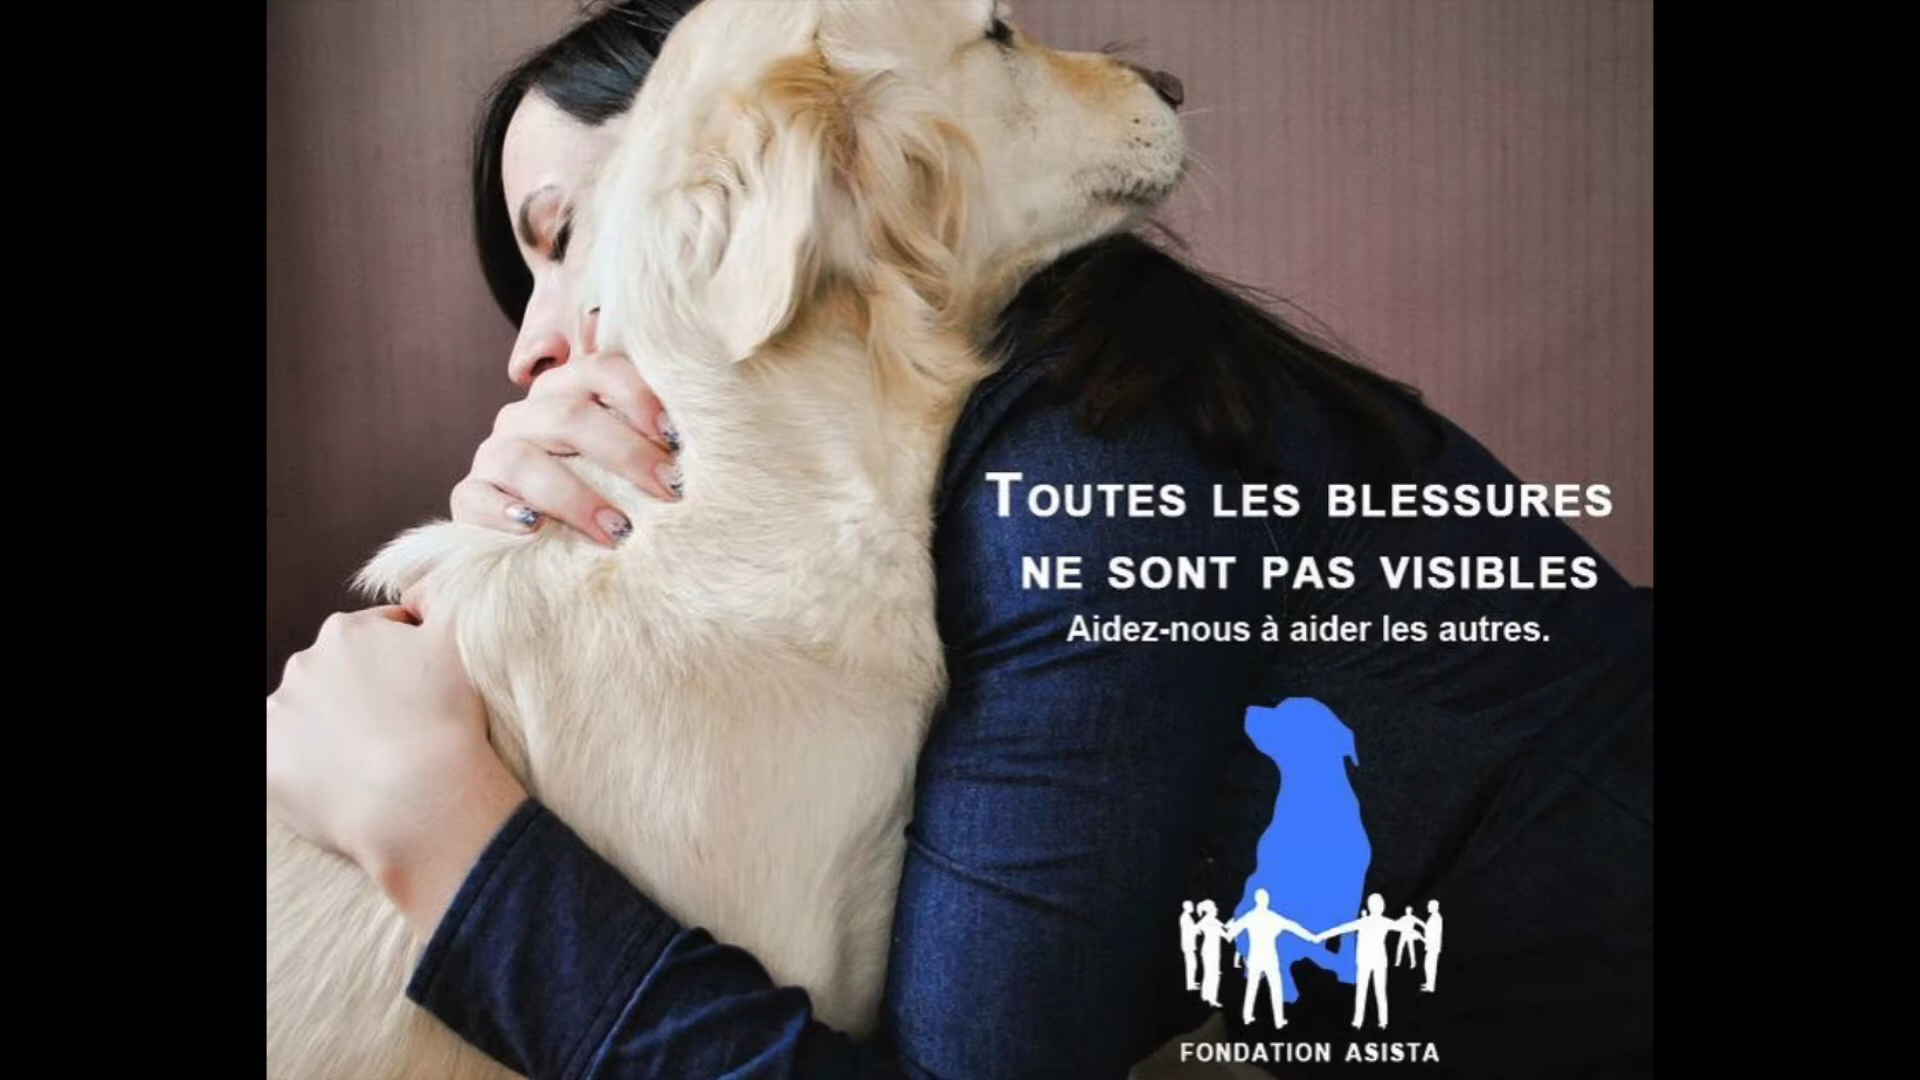 Toutes les blessures
ne sont pas visibles
Aidez-nous à aider les autres.
FONDATION ASISTA